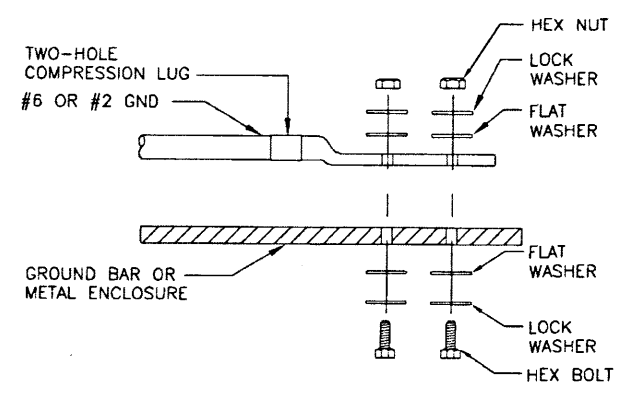 HEX NUT
TWO-HOLE
COMPRESSION LUG
LOCK
WASHER
#6 OR #2 GND
FLAT
WASHER
GROUND BAR OR
METAL ENCLOSURE
FLAT
WASHER
LOCK
WASHER
HEX BOLT